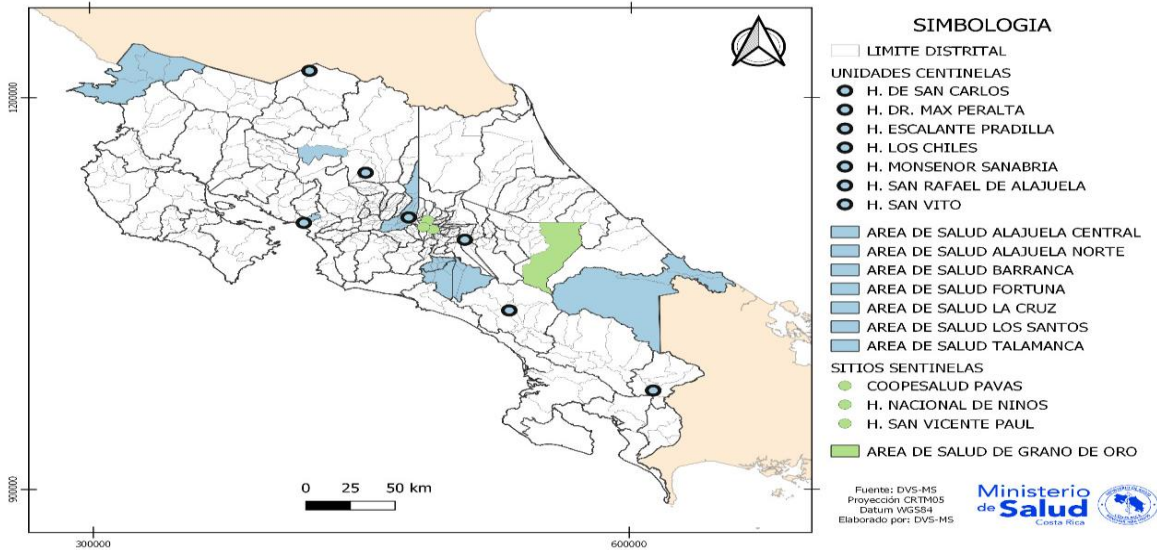 SIMBOLOGIA
LIMITE DISTRITAL
UNIDADES CENTINELAS
H. DE SAN CARLOS
H. DR. MAX PERALTA
H. ESCALANTE PRADILLA
H. LOS CHILES
H. MONSENOR SANABRIA
H. SAN RAFAEL DE ALAJUELA
H. SAN VITO
AREA DE SALUD ALAJUELA CENTRAL
AREA DE SALUD ALAJUELA NORTE
AREA DE SALUD BARRANCA
AREA DE SALUD FORTUNA
AREA DE SALUD LA CRUZ
AREA DE SALUD LOS SANTOS
AREA DE SALUD TALAMANCA
SITIOS SENTINELAS
COOPESALUD PAVAS
H. NACIONAL DE NINOS
H. SAN VICENTE PAUL
AREA DE SALUD DE GRANO DE ORO
Fuente: DVS-MS
Proyección CRTM05
Datum WGS84
Elaborado por: DVS-MS
Ministerio
de Salud
Costa Rica
1200000
900000
0 25 50 km
300000
600000